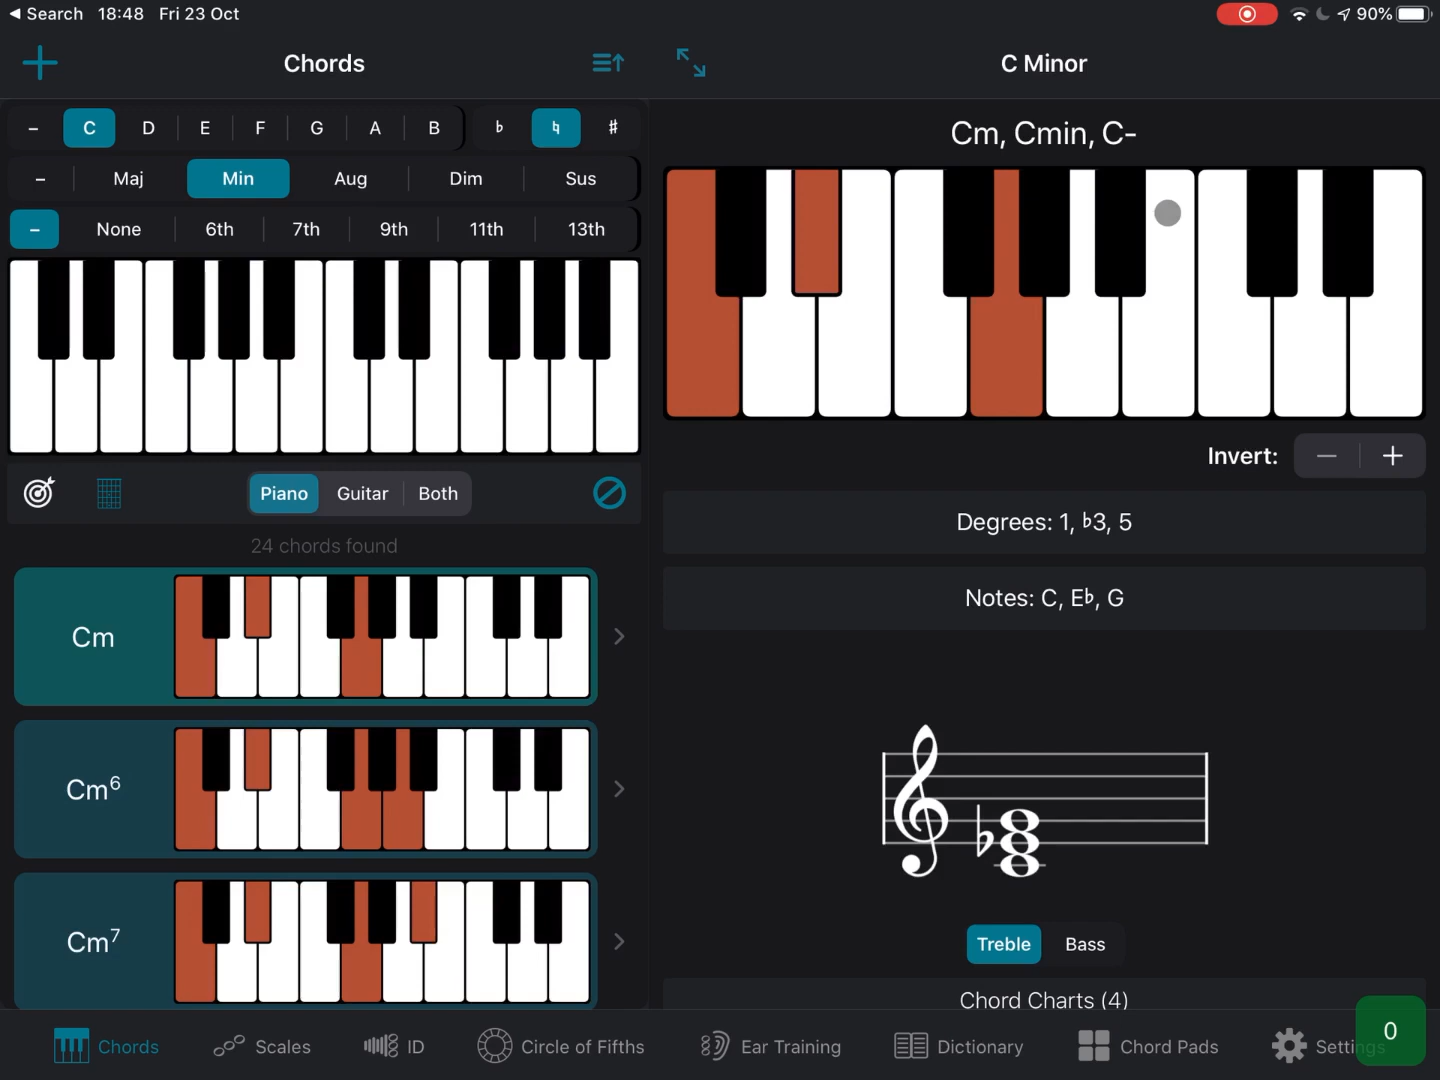 ◀ Search 18:48 Fri 23 Oct 90%
Chords
C Minor
– C D E F G A B ♭ ♮ ♯
– Maj Min Aug Dim Sus
– None 6th 7th 9th 11th 13th
Piano Guitar Both
24 chords found
Cm
Cm⁶
Cm⁷
Cm, Cmin, C-
Invert: − +
Degrees: 1, ♭3, 5
Notes: C, E♭, G
Treble Bass
Chord Charts (4)
Chords Scales ID Circle of Fifths Ear Training Dictionary Chord Pads Settings
0